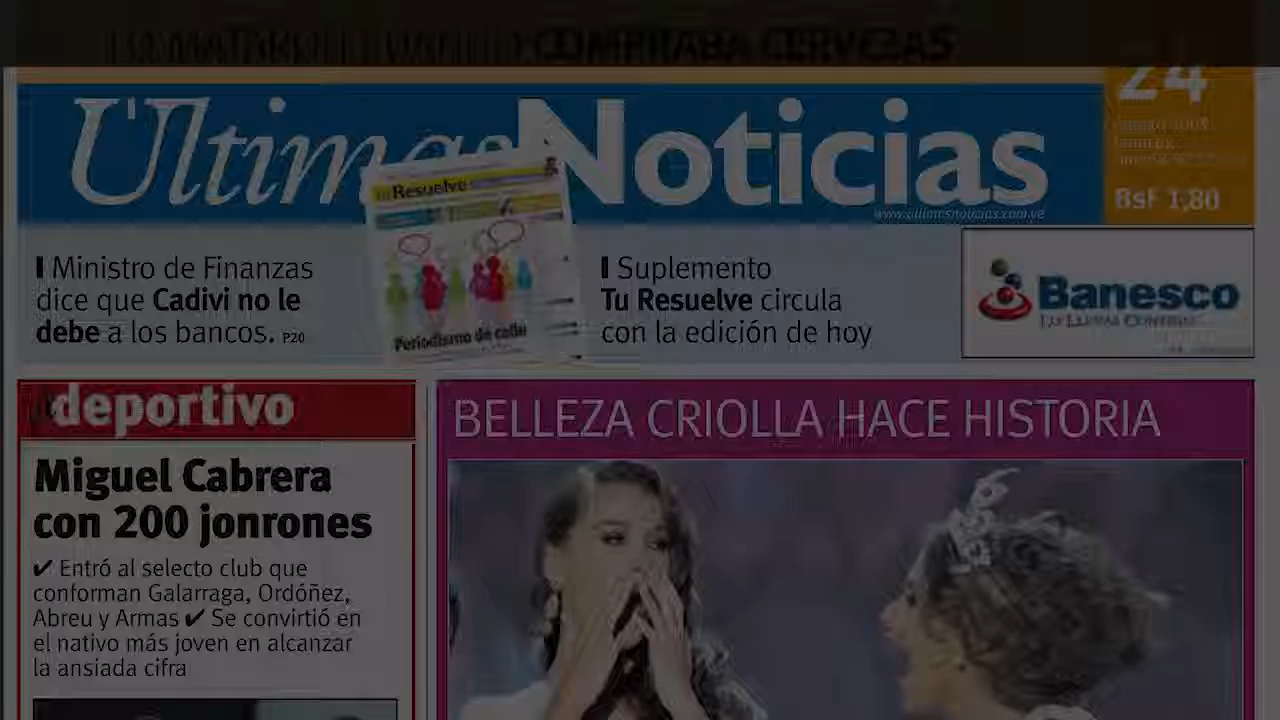 COMPRABA CERVEZAS
Últimas Noticias
24
www.ultimasnoticias.com.ve
BsF 1,80
Ministro de Finanzas
dice que Cadivi no le
debe a los bancos. P20
Tu Resuelve
Periodismo de calle
Suplemento
Tu Resuelve circula
con la edición de hoy
Banesco
deportivo
Miguel Cabrera
con 200 jonrones
✔ Entró al selecto club que
conforman Galarraga, Ordóñez,
Abreu y Armas ✔ Se convirtió en
el nativo más joven en alcanzar
la ansiada cifra
BELLEZA CRIOLLA HACE HISTORIA